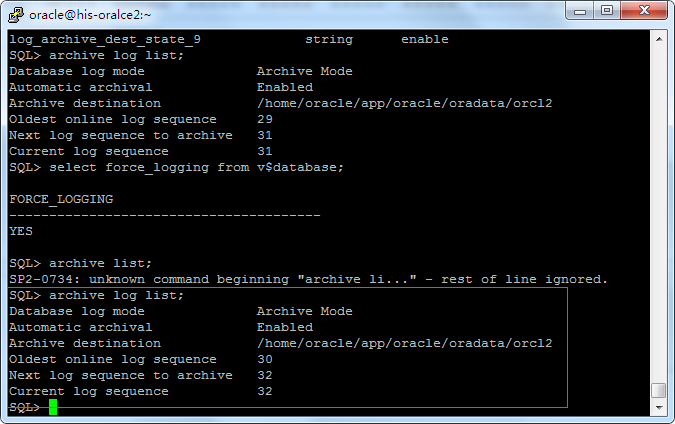 oracle@his-oralce2:~
log_archive_dest_state_9             string      enable
SQL> archive log list;
Database log mode              Archive Mode
Automatic archival             Enabled
Archive destination            /home/oracle/app/oracle/oradata/orcl2
Oldest online log sequence     29
Next log sequence to archive   31
Current log sequence           31
SQL> select force_logging from v$database;
FORCE_LOGGING
---------------------------------------
YES
SQL> archive list;
SP2-0734: unknown command beginning "archive li..." - rest of line ignored.
SQL> archive log list;
Database log mode              Archive Mode
Automatic archival             Enabled
Archive destination            /home/oracle/app/oracle/oradata/orcl2
Oldest online log sequence     30
Next log sequence to archive   32
Current log sequence           32
SQL>